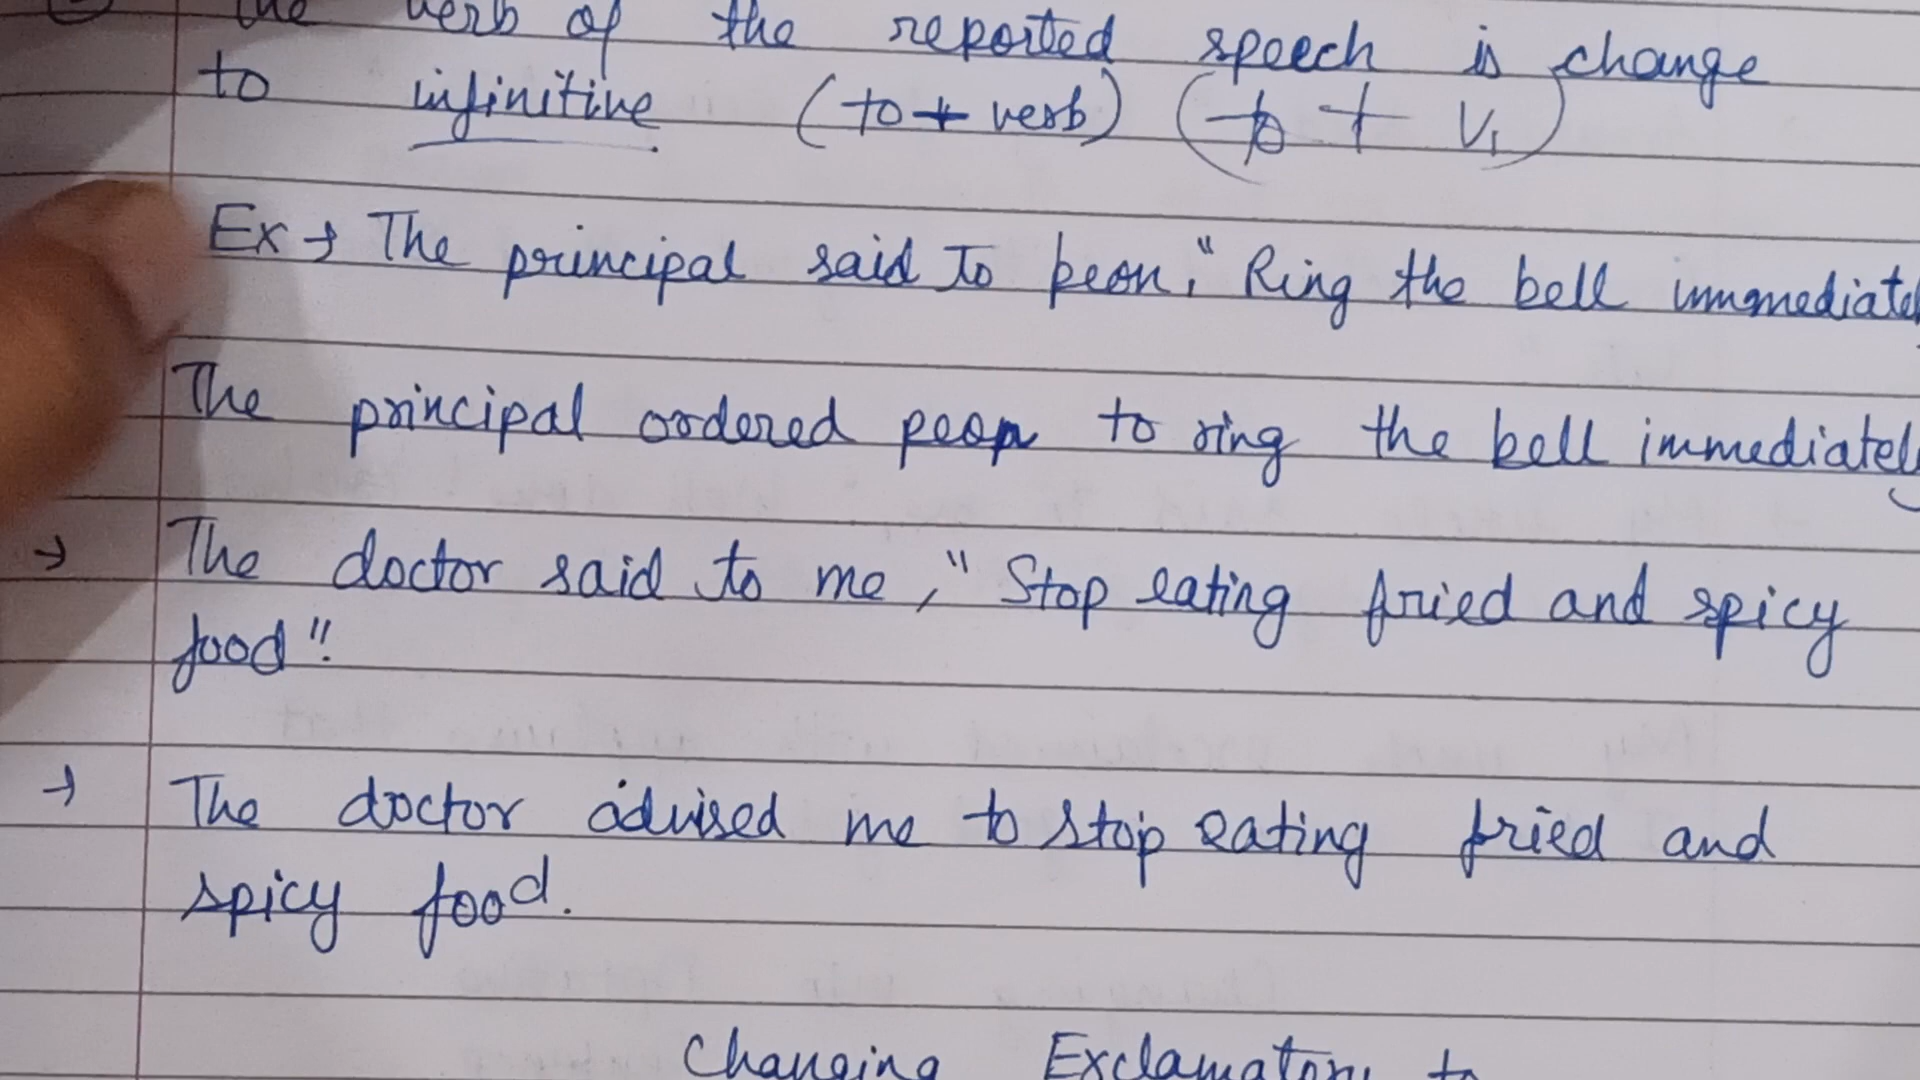 The verb of the reported speech is change
to infinitive (to + verb) (to + V1)
Ex → The principal said to peon, "Ring the bell immediatel
The principal ordered peon to ring the bell immediately
→ The doctor said to me, "Stop eating fried and spicy
food".
→ The doctor advised me to stop eating fried and
spicy food.
Changing Exclamatory to